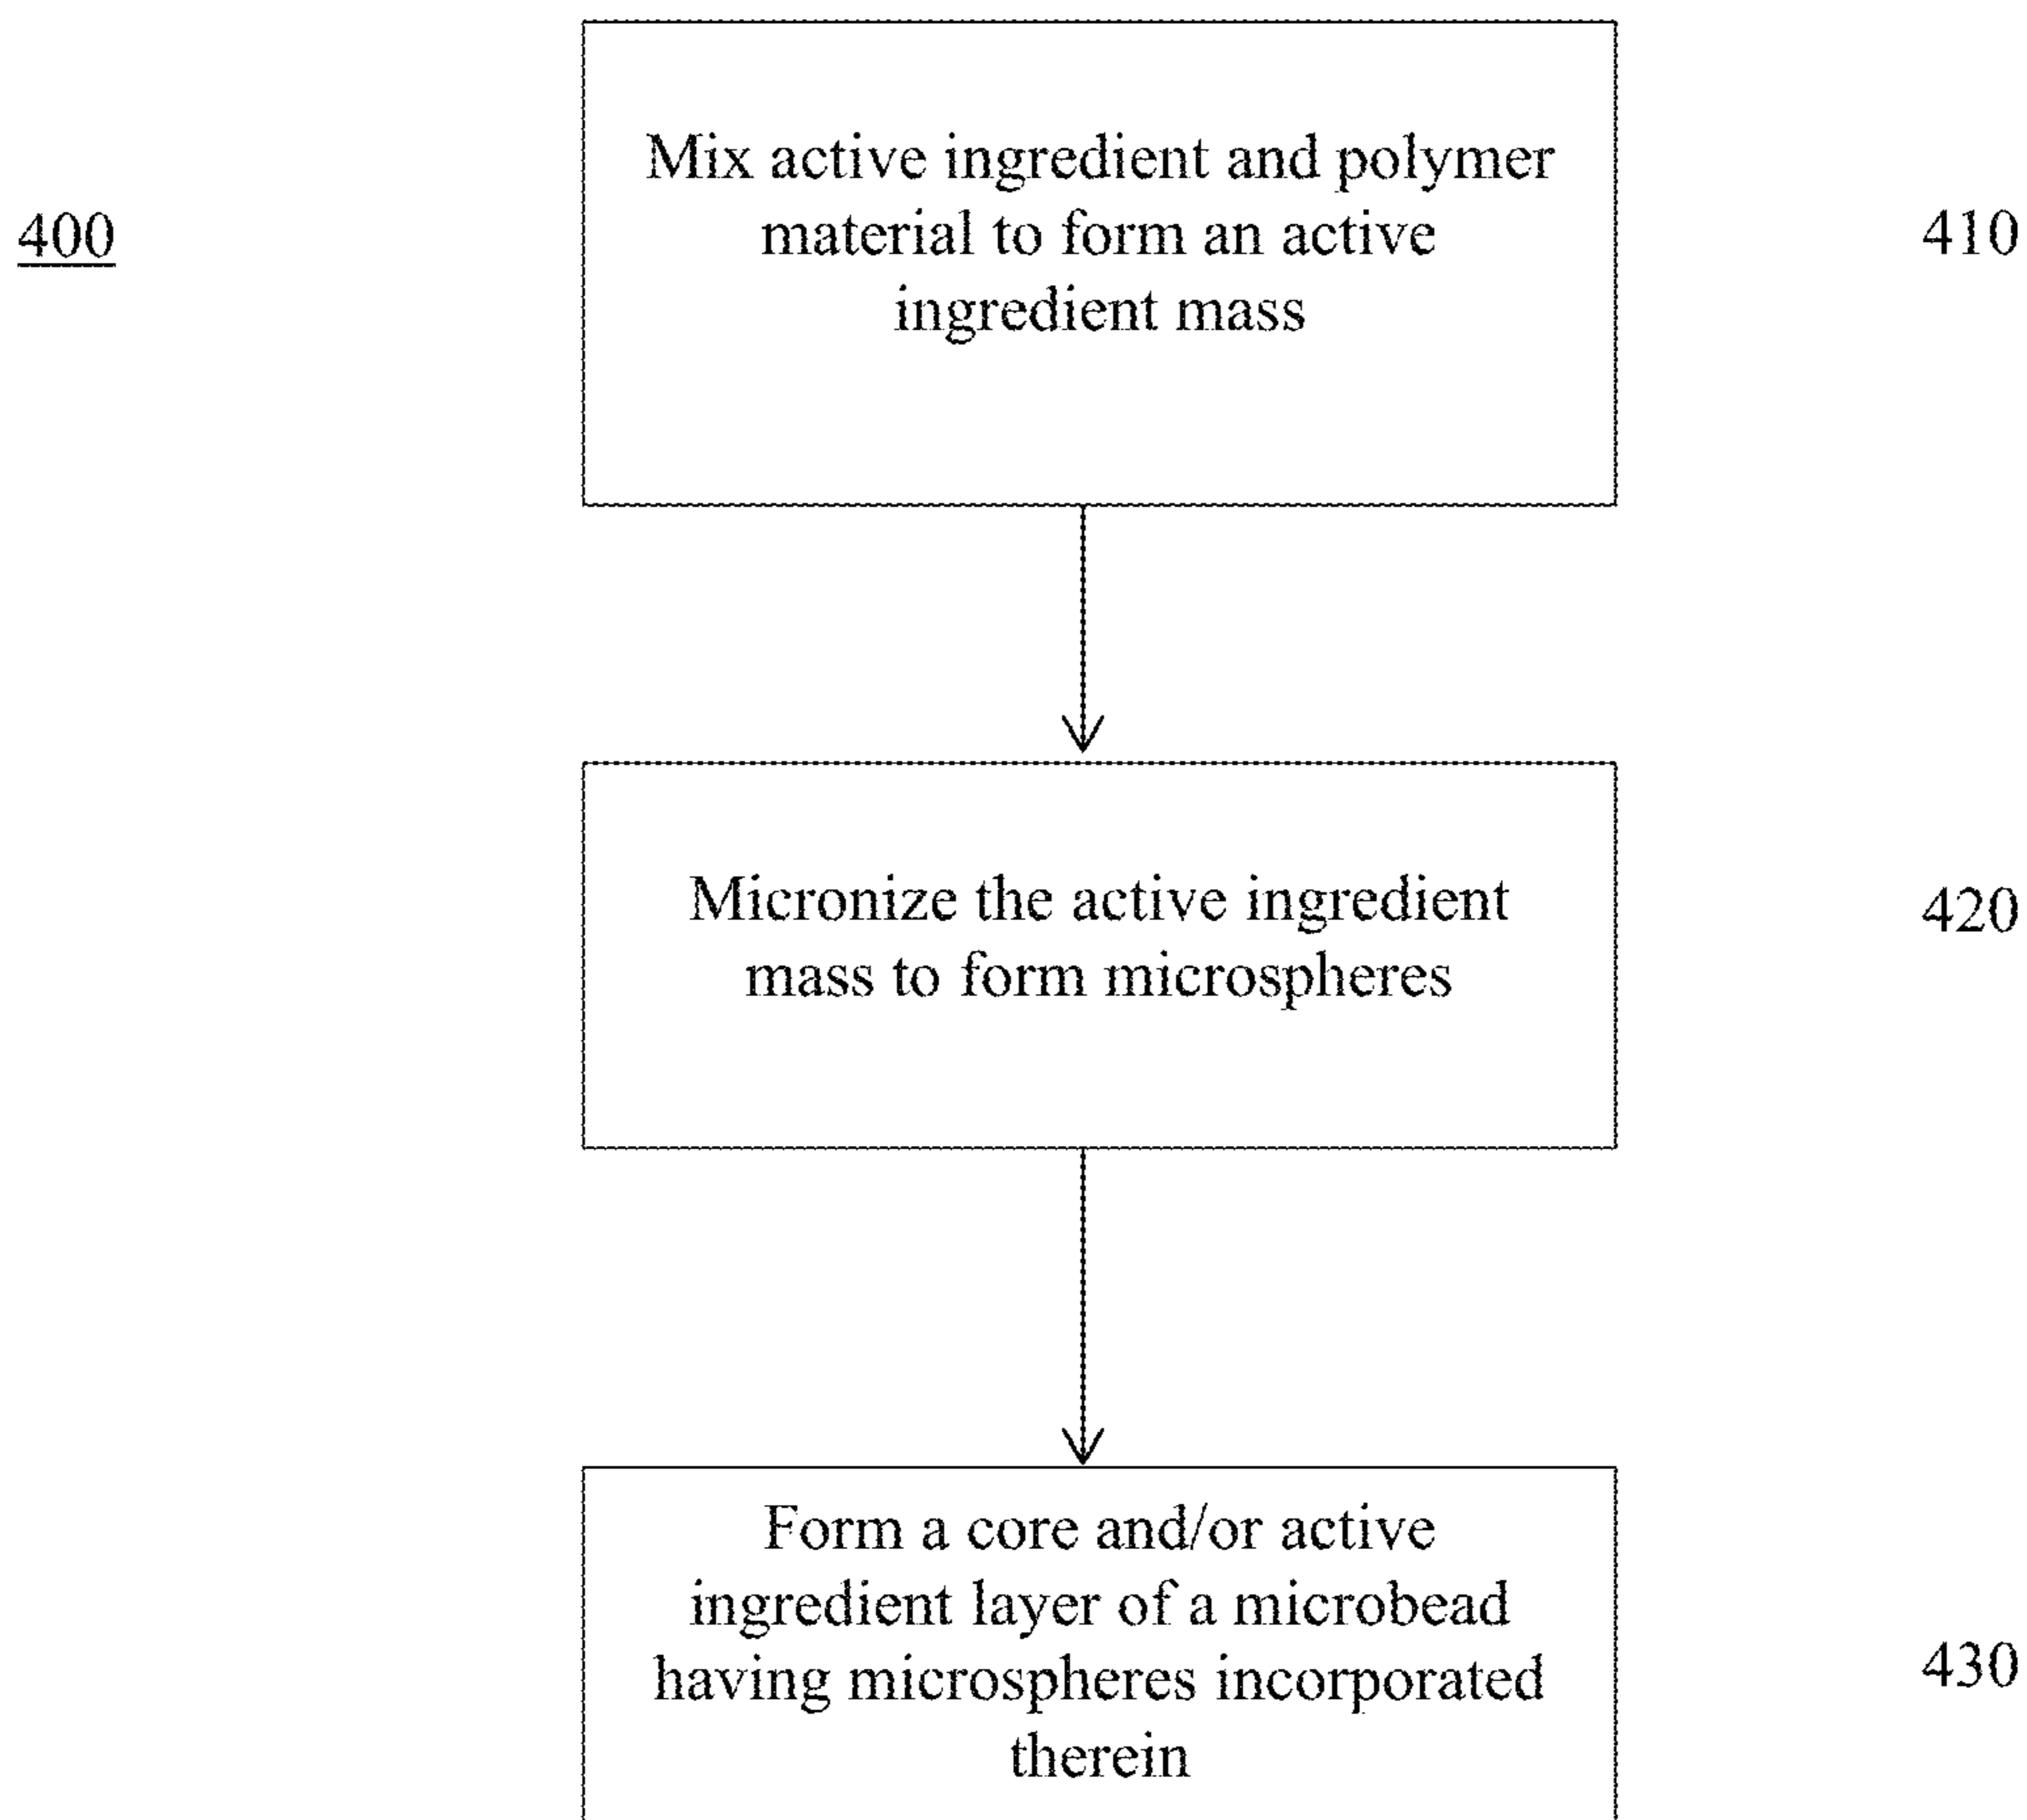 400
Mix active ingredient and polymer
material to form an active
ingredient mass
410
Micronize the active ingredient
mass to form microspheres
420
Form a core and/or active
ingredient layer of a microbead
having microspheres incorporated
therein
430